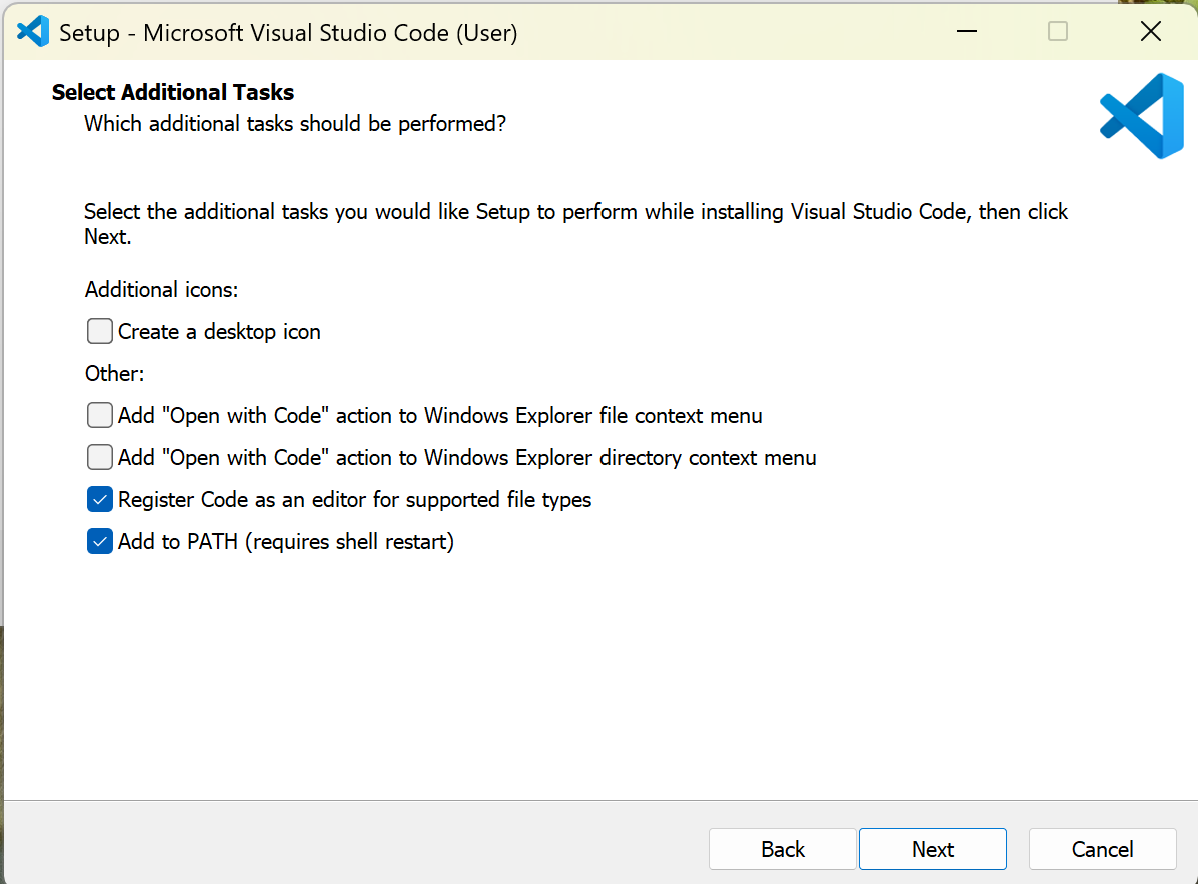 Setup - Microsoft Visual Studio Code (User)
Select Additional Tasks
Which additional tasks should be performed?
Select the additional tasks you would like Setup to perform while installing Visual Studio Code, then click
Next.
Additional icons:
Create a desktop icon
Other:
Add "Open with Code" action to Windows Explorer file context menu
Add "Open with Code" action to Windows Explorer directory context menu
Register Code as an editor for supported file types
Add to PATH (requires shell restart)
Back
Next
Cancel